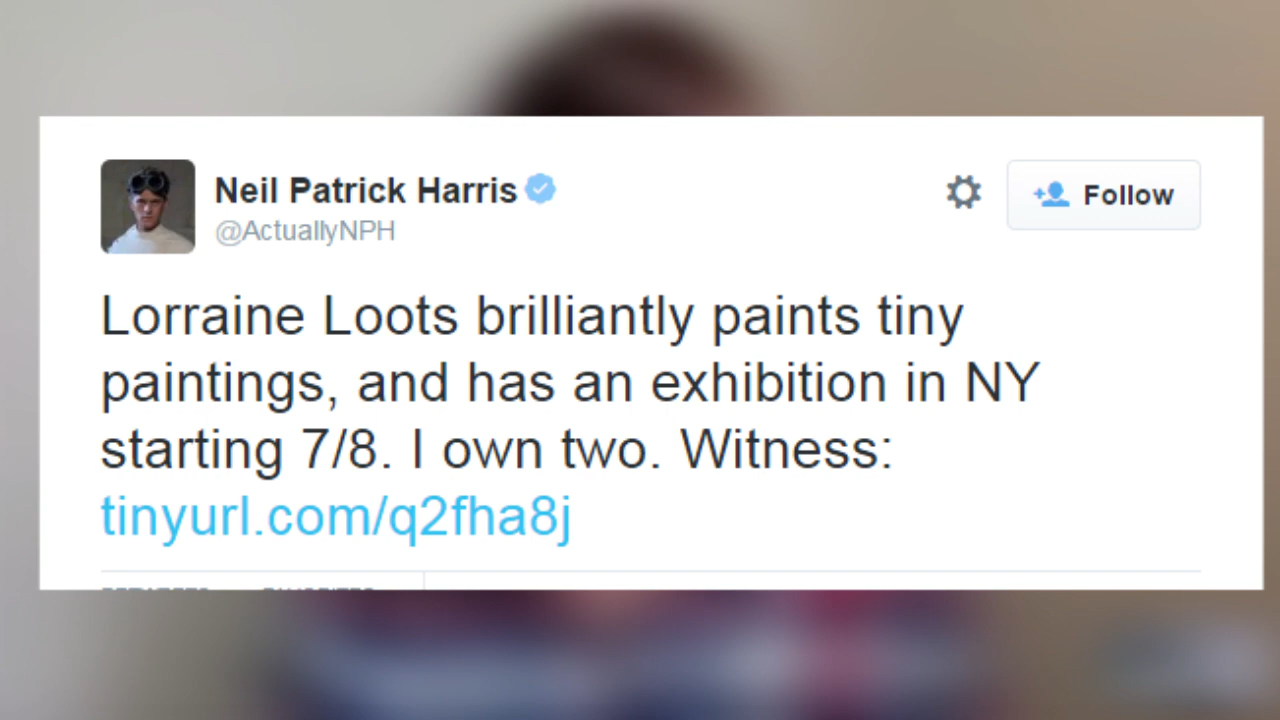 Neil Patrick Harris
@ActuallyNPH
Follow
Lorraine Loots brilliantly paints tiny
paintings, and has an exhibition in NY
starting 7/8. I own two. Witness:
tinyurl.com/q2fha8j